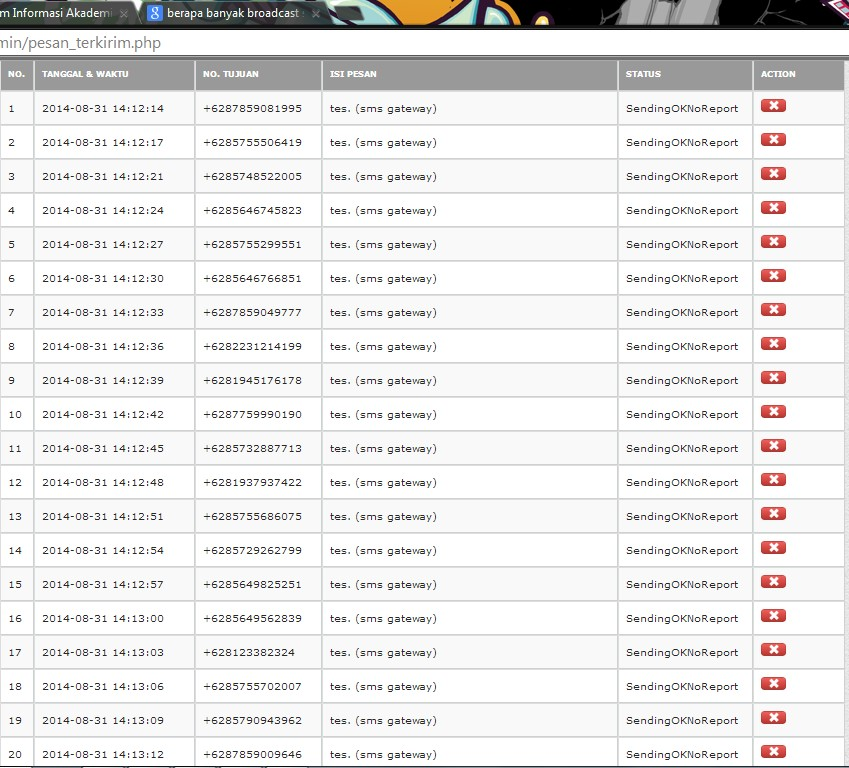 m Informasi Akademi
berapa banyak broadcast
min/pesan_terkirim.php
NO. TANGGAL & WAKTU NO. TUJUAN ISI PESAN STATUS ACTION
1 2014-08-31 14:12:14 +6287859081995 tes. (sms gateway) SendingOKNoReport
2 2014-08-31 14:12:17 +6285755506419 tes. (sms gateway) SendingOKNoReport
3 2014-08-31 14:12:21 +6285748522005 tes. (sms gateway) SendingOKNoReport
4 2014-08-31 14:12:24 +6285646745823 tes. (sms gateway) SendingOKNoReport
5 2014-08-31 14:12:27 +6285755299551 tes. (sms gateway) SendingOKNoReport
6 2014-08-31 14:12:30 +6285646766851 tes. (sms gateway) SendingOKNoReport
7 2014-08-31 14:12:33 +6287859049777 tes. (sms gateway) SendingOKNoReport
8 2014-08-31 14:12:36 +6282231214199 tes. (sms gateway) SendingOKNoReport
9 2014-08-31 14:12:39 +6281945176178 tes. (sms gateway) SendingOKNoReport
10 2014-08-31 14:12:42 +6287759990190 tes. (sms gateway) SendingOKNoReport
11 2014-08-31 14:12:45 +6285732887713 tes. (sms gateway) SendingOKNoReport
12 2014-08-31 14:12:48 +6281937937422 tes. (sms gateway) SendingOKNoReport
13 2014-08-31 14:12:51 +6285755686075 tes. (sms gateway) SendingOKNoReport
14 2014-08-31 14:12:54 +6285729262799 tes. (sms gateway) SendingOKNoReport
15 2014-08-31 14:12:57 +6285649825251 tes. (sms gateway) SendingOKNoReport
16 2014-08-31 14:13:00 +6285649562839 tes. (sms gateway) SendingOKNoReport
17 2014-08-31 14:13:03 +628123382324 tes. (sms gateway) SendingOKNoReport
18 2014-08-31 14:13:06 +6285755702007 tes. (sms gateway) SendingOKNoReport
19 2014-08-31 14:13:09 +6285790943962 tes. (sms gateway) SendingOKNoReport
20 2014-08-31 14:13:12 +6287859009646 tes. (sms gateway) SendingOKNoReport